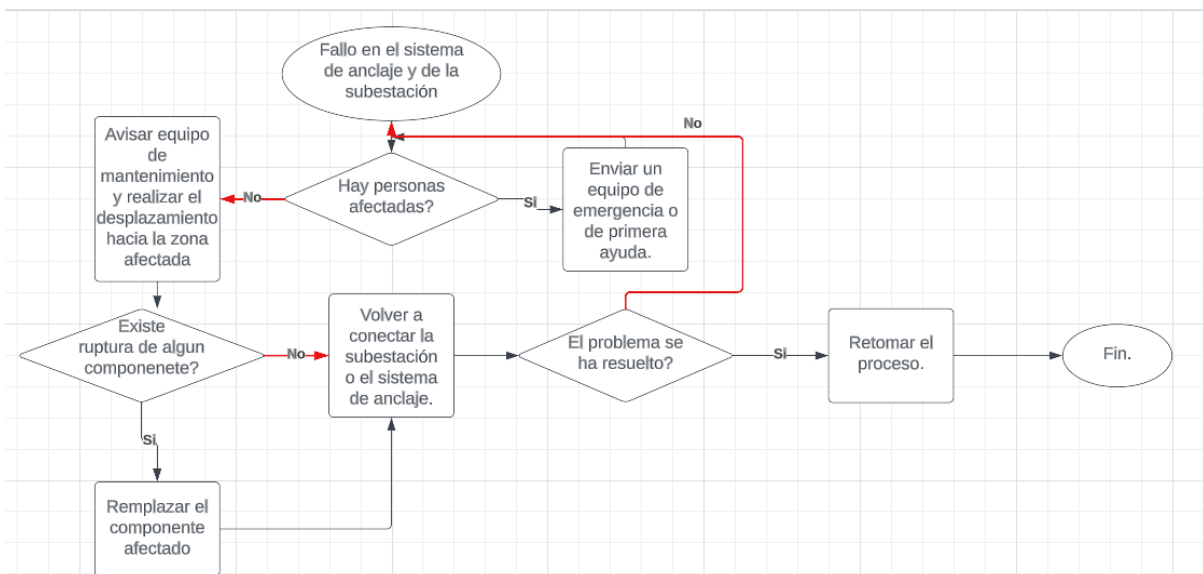 Fallo en el sistema
de anclaje y de la
subestación
No
Avisar equipo
de
mantenimiento
y realizar el
desplazamiento
hacia la zona
afectada
No
Hay personas
afectadas?
Si
Enviar un
equipo de
emergencia o
de primera
ayuda.
Existe
ruptura de algun
componenete?
No
Volver a
conectar la
subestación
o el sistema
de anclaje.
El problema se
ha resuelto?
Si
Retomar el
proceso.
Fin.
Si
Remplazar el
componente
afectado